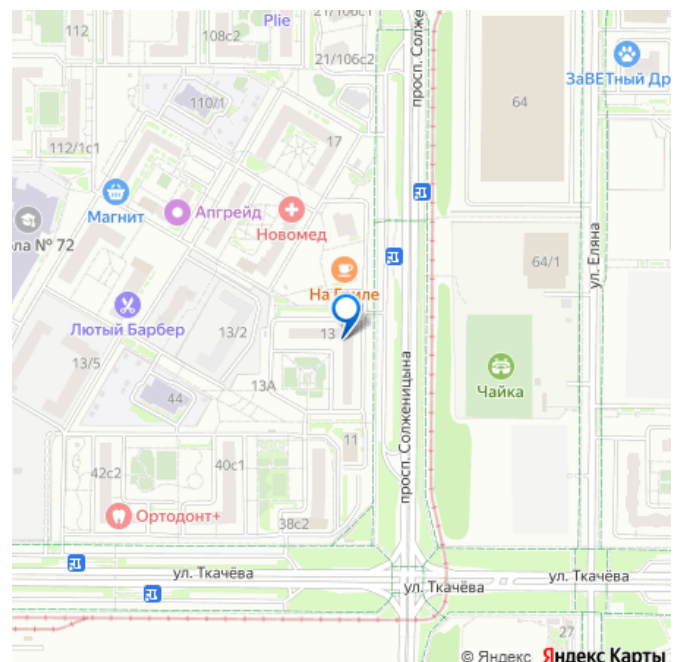 Plie
21/106с1
112
108с2
21/106с2
просп. Солже
ЗаВЕТный Др
110/1
64
17
112/1с1
Магнит
Апгрейд
Новомед
ола № 72
64/1
ул. Еляна
На Гриле
Лютый Барбер
13/2
13
13/5
13А
Чайка
44
просп. Солженицына
11
42с2
40с1
Ортодонт+
38с2
ул. Ткачёва
ул. Ткачёва
ул. Ткачёва
27
© Яндекс Яндекс Карты